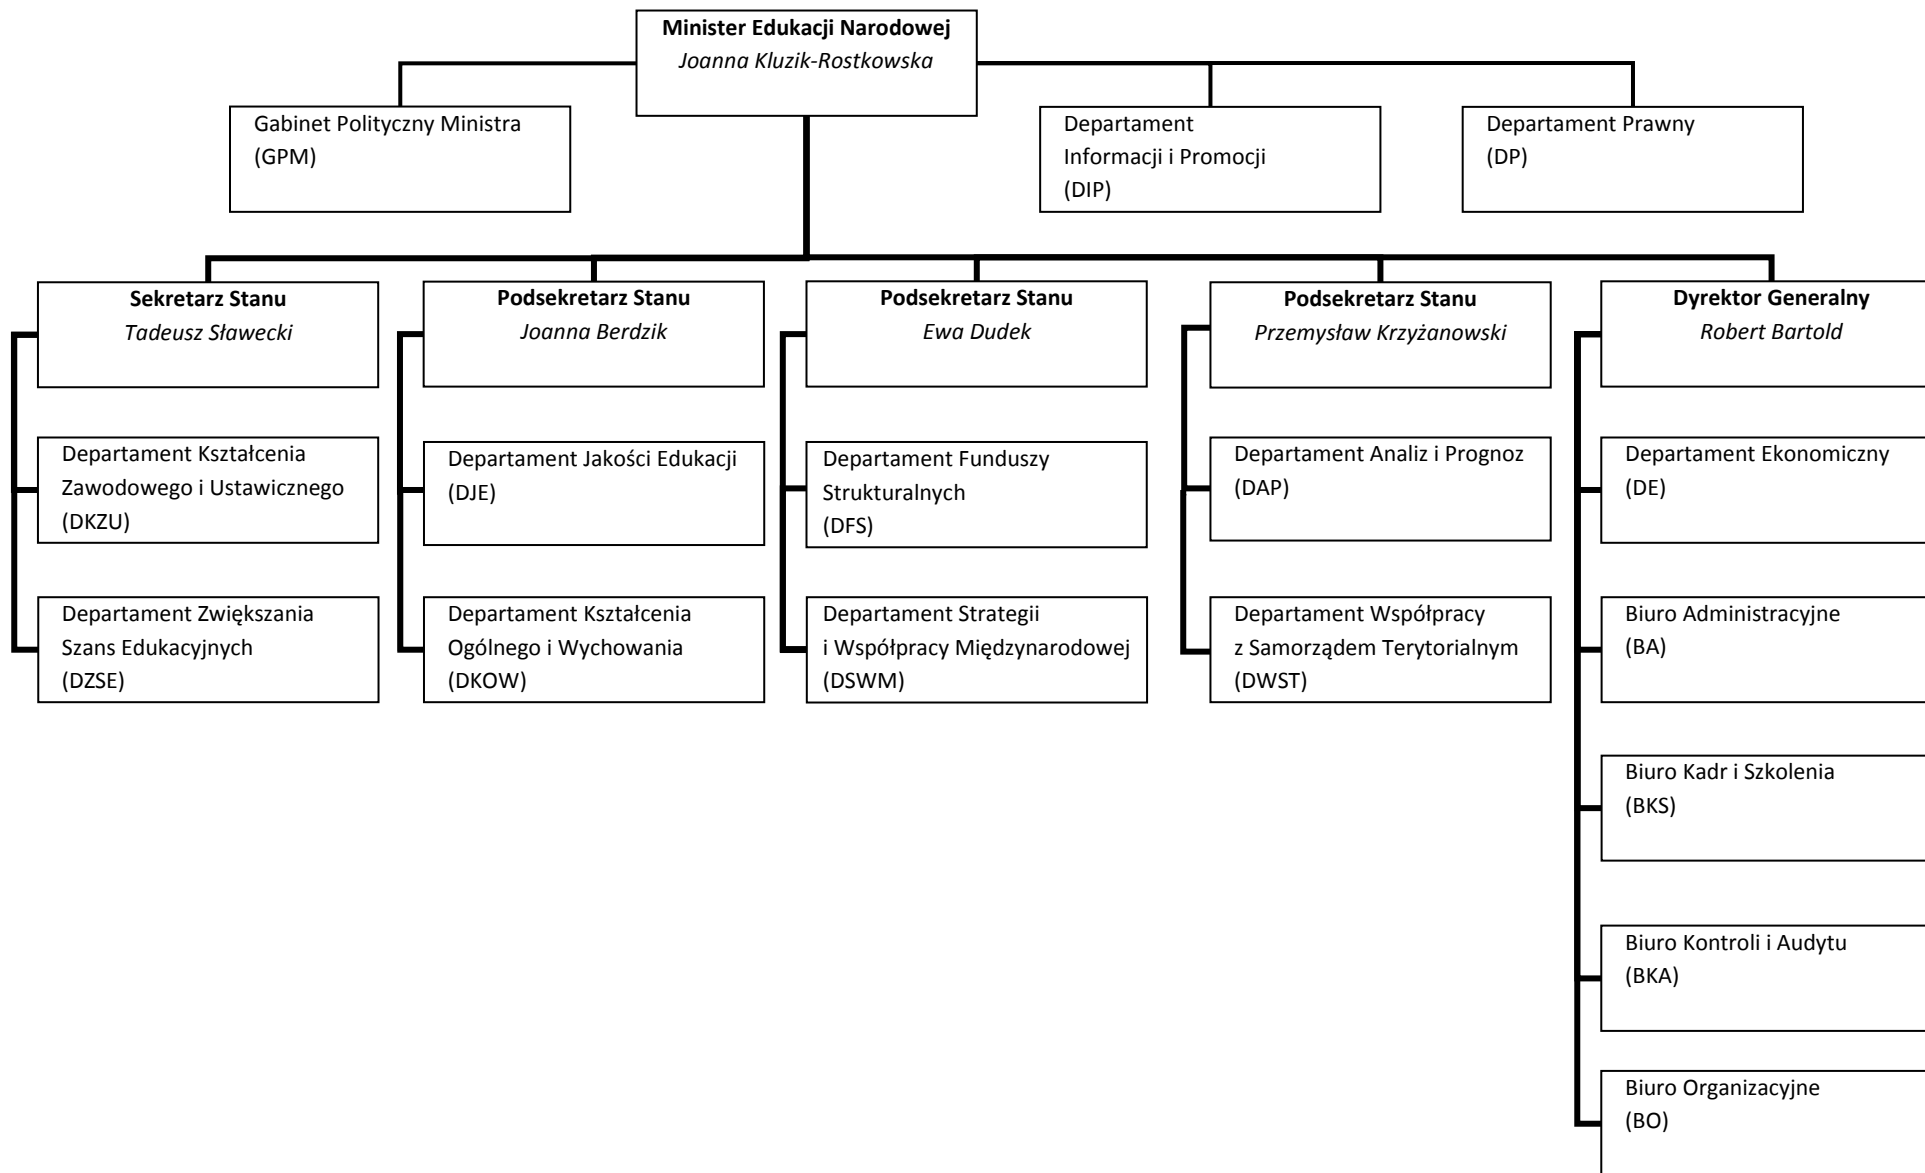 Minister Edukacji Narodowej
Joanna Kluzik-Rostkowska
Gabinet Polityczny Ministra
(GPM)
Departament
Informacji i Promocji
(DIP)
Departament Prawny
(DP)
Sekretarz Stanu
Tadeusz Sławecki
Podsekretarz Stanu
Joanna Berdzik
Podsekretarz Stanu
Ewa Dudek
Podsekretarz Stanu
Przemysław Krzyżanowski
Dyrektor Generalny
Robert Bartold
Departament Kształcenia
Zawodowego i Ustawicznego
(DKZU)
Departament Jakości Edukacji
(DJE)
Departament Funduszy
Strukturalnych
(DFS)
Departament Analiz i Prognoz
(DAP)
Departament Ekonomiczny
(DE)
Departament Zwiększania
Szans Edukacyjnych
(DZSE)
Departament Kształcenia
Ogólnego i Wychowania
(DKOW)
Departament Strategii
i Współpracy Międzynarodowej
(DSWM)
Departament Współpracy
z Samorządem Terytorialnym
(DWST)
Biuro Administracyjne
(BA)
Biuro Kadr i Szkolenia
(BKS)
Biuro Kontroli i Audytu
(BKA)
Biuro Organizacyjne
(BO)